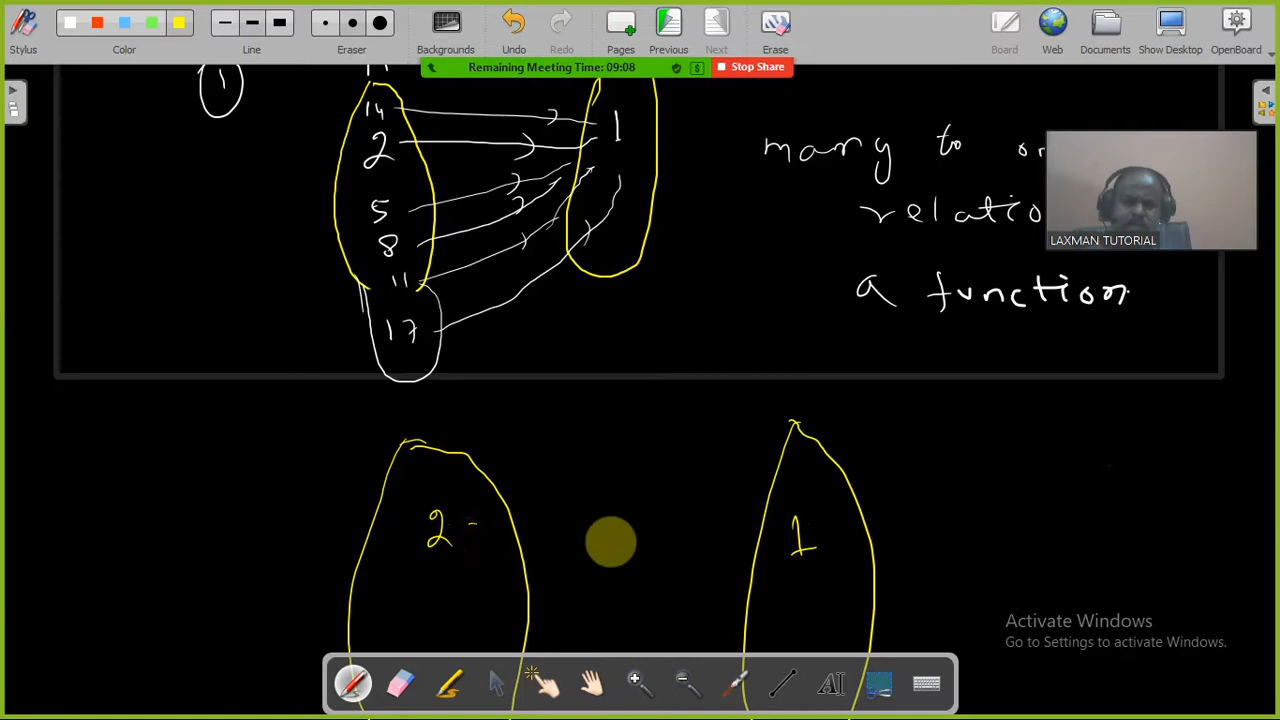 Stylus
Color
Line
Eraser
Backgrounds
Undo
Redo
Pages
Previous
Next
Erase
Board
Web
Documents
Show Desktop
OpenBoard
Remaining Meeting Time: 09:08
Stop Share
1
14
2
5
8
11
17
1
many to
a function
LAXMAN TUTORIAL
2 -
1
Activate Windows
Go to Settings to activate Windows.